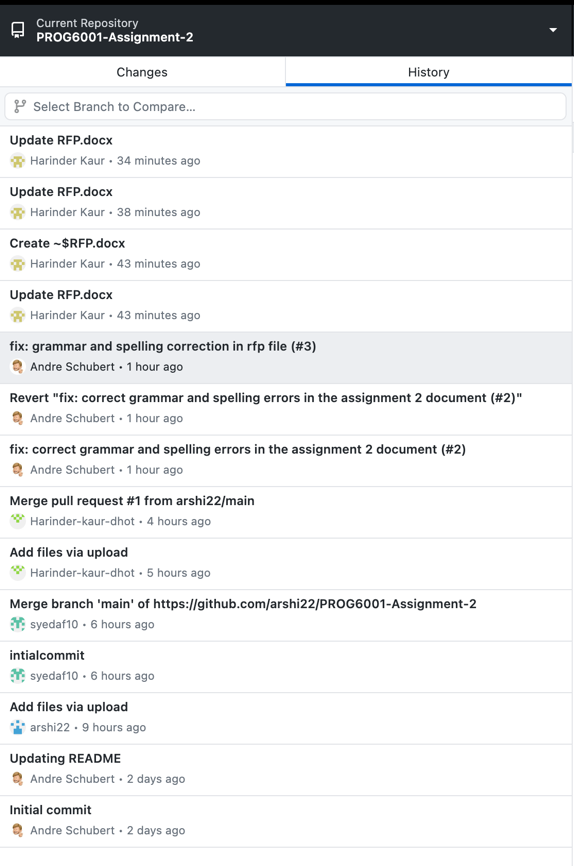 Current Repository
PROG6001-Assignment-2
Changes
History
Select Branch to Compare...
Update RFP.docx
Harinder Kaur • 34 minutes ago
Update RFP.docx
Harinder Kaur • 38 minutes ago
Create ~$RFP.docx
Harinder Kaur • 43 minutes ago
Update RFP.docx
Harinder Kaur • 43 minutes ago
fix: grammar and spelling correction in rfp file (#3)
Andre Schubert • 1 hour ago
Revert "fix: correct grammar and spelling errors in the assignment 2 document (#2)"
Andre Schubert • 1 hour ago
fix: correct grammar and spelling errors in the assignment 2 document (#2)
Andre Schubert • 1 hour ago
Merge pull request #1 from arshi22/main
Harinder-kaur-dhot • 4 hours ago
Add files via upload
Harinder-kaur-dhot • 5 hours ago
Merge branch 'main' of https://github.com/arshi22/PROG6001-Assignment-2
syedaf10 • 6 hours ago
intialcommit
syedaf10 • 6 hours ago
Add files via upload
arshi22 • 9 hours ago
Updating README
Andre Schubert • 2 days ago
Initial commit
Andre Schubert • 2 days ago